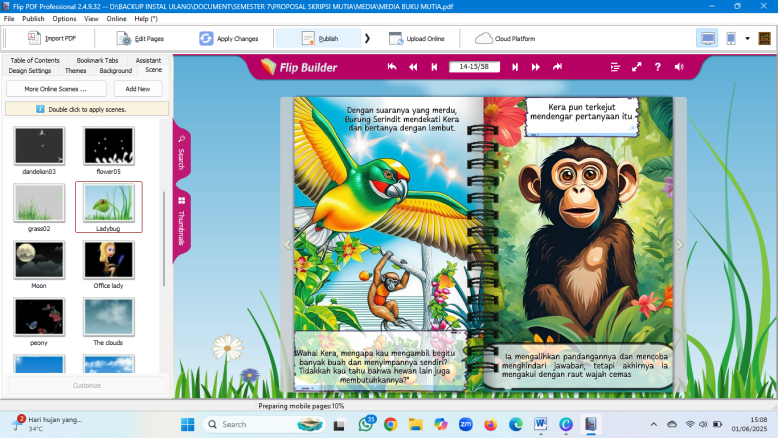 Flip PDF Professional 2.4.9.32 -- D:\BACKUP INSTAL ULANG\DOCUMENT\SEMESTER 7\PROPOSAL SKRIPSI MUTIA\MEDIA\MEDIA BUKU MUTIA.pdf
File Publish View Online Help (*)
Import PDF
Edit Pages
Apply Changes
Publish
Upload Online
Cloud Platform
Table of Contents Bookmark Tabs Assistant
Design Settings Themes Background Scene
More Online Scenes ...
Add New
Double click to apply scenes.
dandelion03
flower05
grass02
Ladybug
Moon
Office lady
peony
The clouds
Customize
Flip Builder
14-15/58
Search
Thumbnails
Dengan suaranya yang merdu,
Burung Serindit mendekati Kera
dan bertanya dengan lembut.
"Wahai Kera, mengapa kau mengambil begitu
banyak buah dan menyimpannya sendiri?
Tidakkah kau tahu bahwa hewan lain juga
membutuhkannya?"
Kera pun terkejut
mendengar pertanyaan itu
Ia mengalihkan pandangannya dan mencoba
menghindari jawaban, tetapi akhirnya ia
mengakui dengan raut wajah cemas
Preparing mobile pages:10%
2
Hari hujan yang...
34°C
Search
35
zm
15:08
01/06/2025